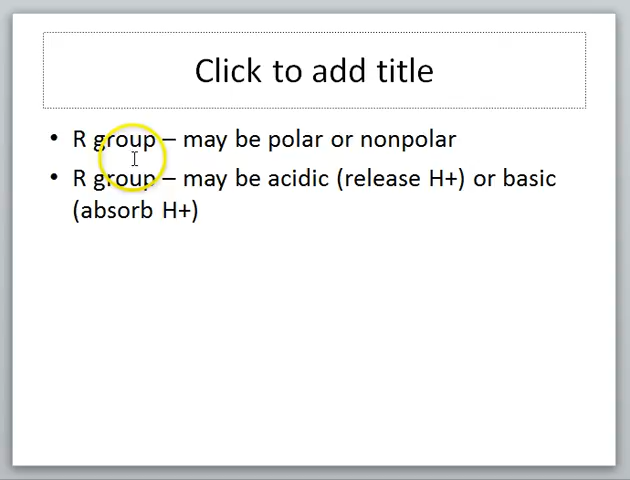 Click to add title
• R group – may be polar or nonpolar
• R group – may be acidic (release H+) or basic
(absorb H+)